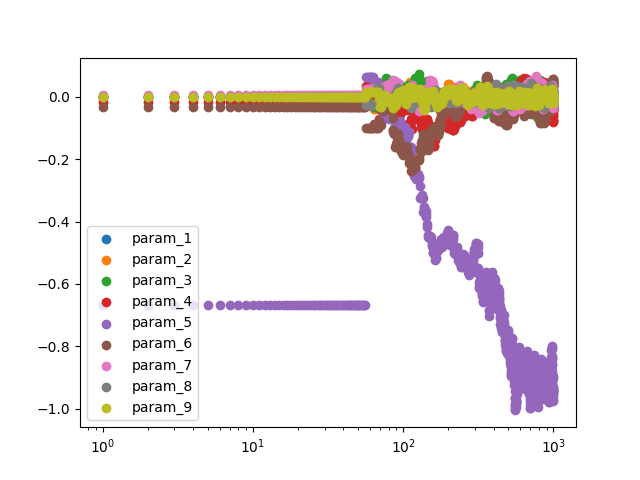 0.0
−0.2
−0.4
−0.6
−0.8
−1.0
param_1
param_2
param_3
param_4
param_5
param_6
param_7
param_8
param_9
10⁰ 10¹ 10² 10³